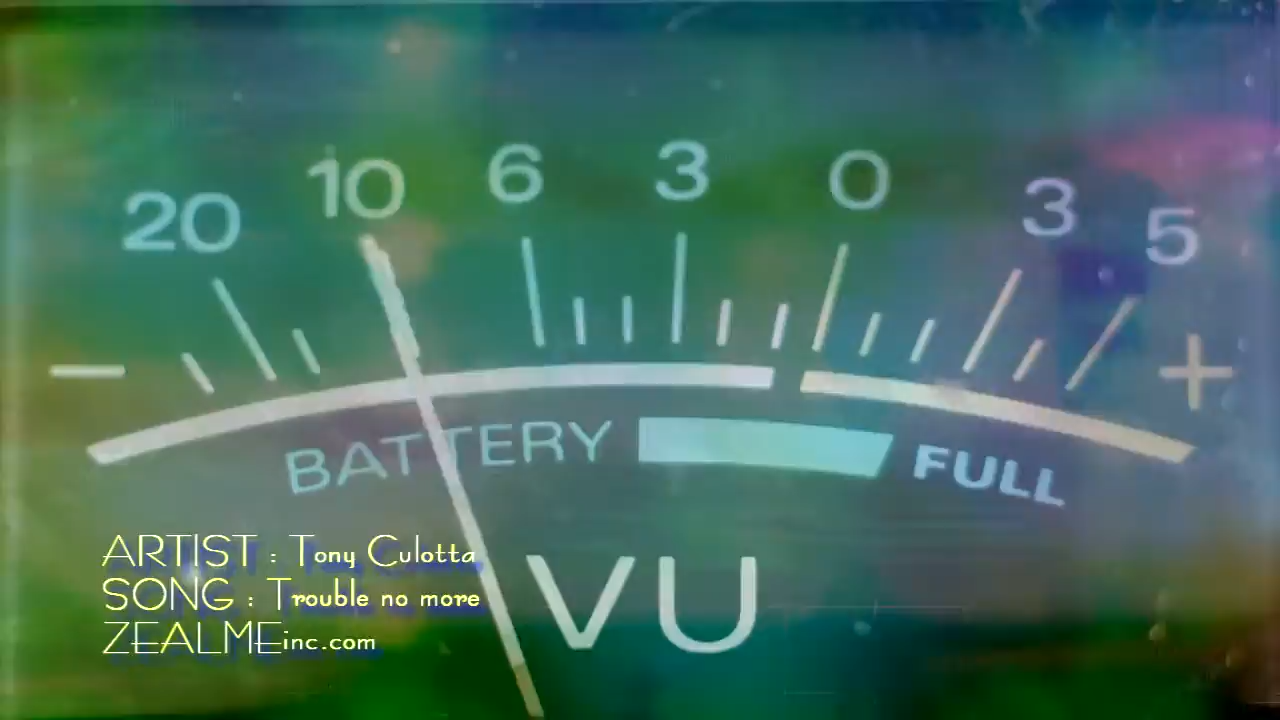 20 10 6 3 0 3 5
- +
BATTERY FULL
VU
ARTIST : Tony Culotta
SONG : Trouble no more
ZEALMEinc.com